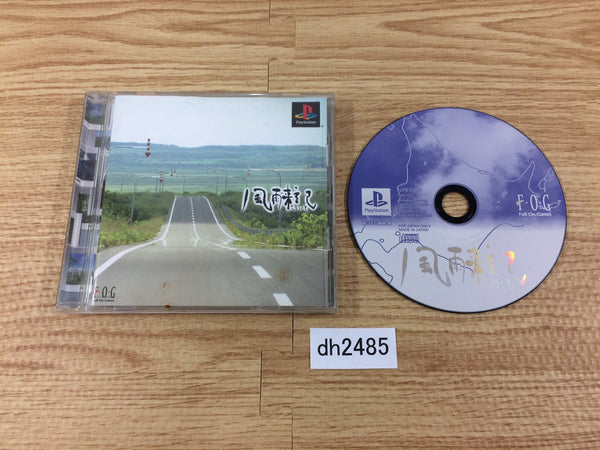 PlayStation
風雨来記
F·O·G
PlayStation
FOR JAPAN ONLY
MADE IN JAPAN
F·O·G
Full On Games
風雨来記
dh2485